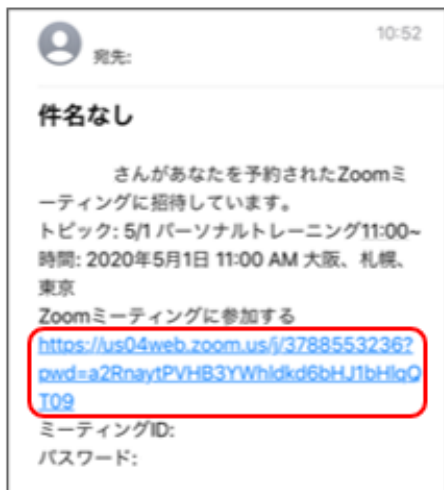 10:52
宛先:
件名なし
さんがあなたを予約されたZoomミ
ーティングに招待しています。
トピック: 5/1 パーソナルトレーニング11:00~
時間: 2020年5月1日 11:00 AM 大阪、札幌、
東京
Zoomミーティングに参加する
https://us04web.zoom.us/j/3788553236?
pwd=a2RnaytPVHB3YWhldkd6bHJ1bHlqQ
T09
ミーティングID:
パスワード: